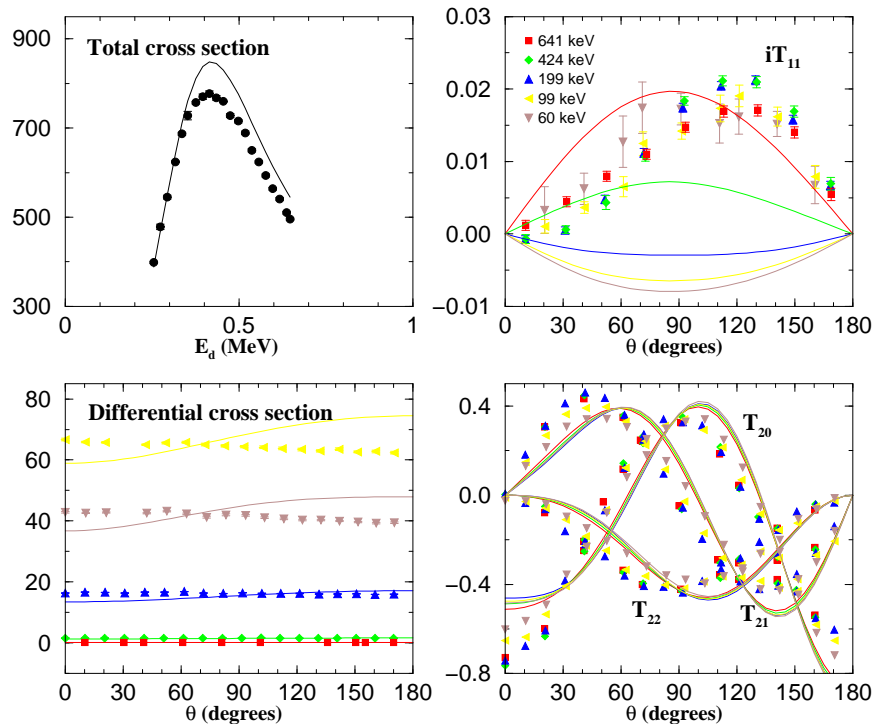 900
700
500
300
Total cross section
0
0.5
1
E_d (MeV)
0.03
0.02
0.01
0.00
−0.01
641 keV
424 keV
199 keV
99 keV
60 keV
iT_11
0
30
60
90
120
150
180
θ (degrees)
80
60
40
20
0
Differential cross section
0
30
60
90
120
150
180
θ (degrees)
0.4
0.0
−0.4
−0.8
T_20
T_22
T_21
0
30
60
90
120
150
180
θ (degrees)